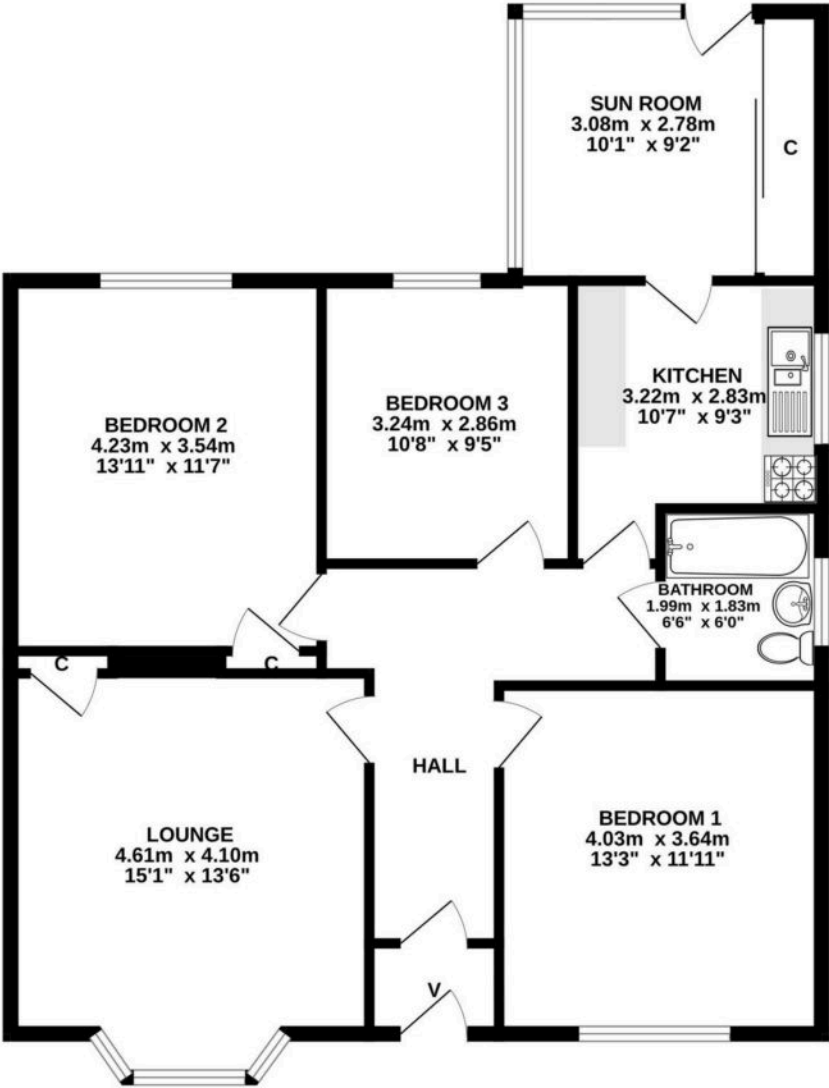 SUN ROOM
3.08m x 2.78m
10'1" x 9'2"
C
BEDROOM 2
4.23m x 3.54m
13'11" x 11'7"
BEDROOM 3
3.24m x 2.86m
10'8" x 9'5"
KITCHEN
3.22m x 2.83m
10'7" x 9'3"
BATHROOM
1.99m x 1.83m
6'6" x 6'0"
C
C
HALL
LOUNGE
4.61m x 4.10m
15'1" x 13'6"
BEDROOM 1
4.03m x 3.64m
13'3" x 11'11"
V